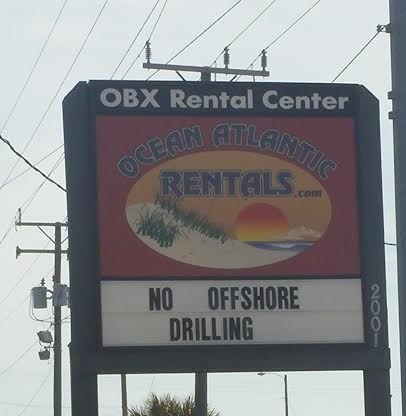 OBX Rental Center
OCEAN ATLANTIC
RENTALS.com
NO OFFSHORE
DRILLING
2001